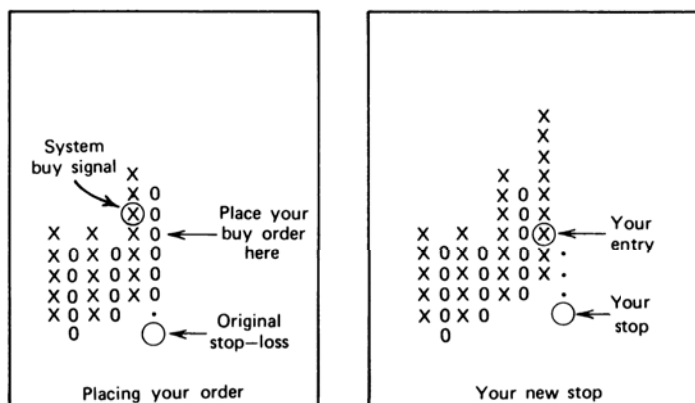 System
buy signal
Place your
buy order
here
Original
stop—loss
Placing your order
Your
entry
Your
stop
Your new stop